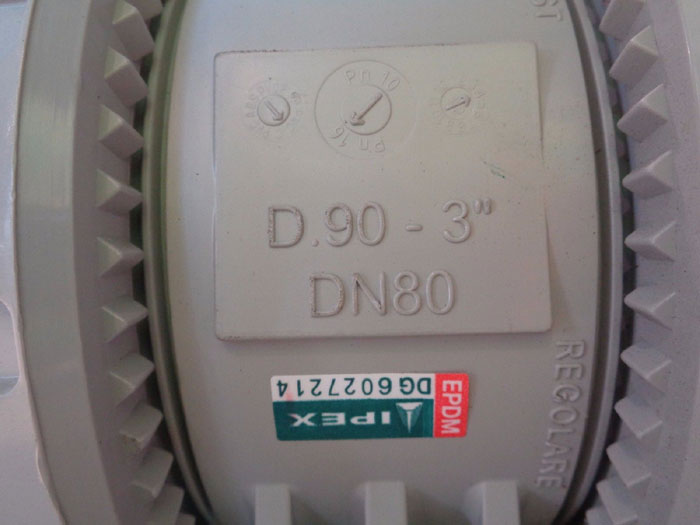 Pn 10
Pn 16
D.90 - 3"
DN80
REGOLARE
EPDM
IPEX
DG6027214